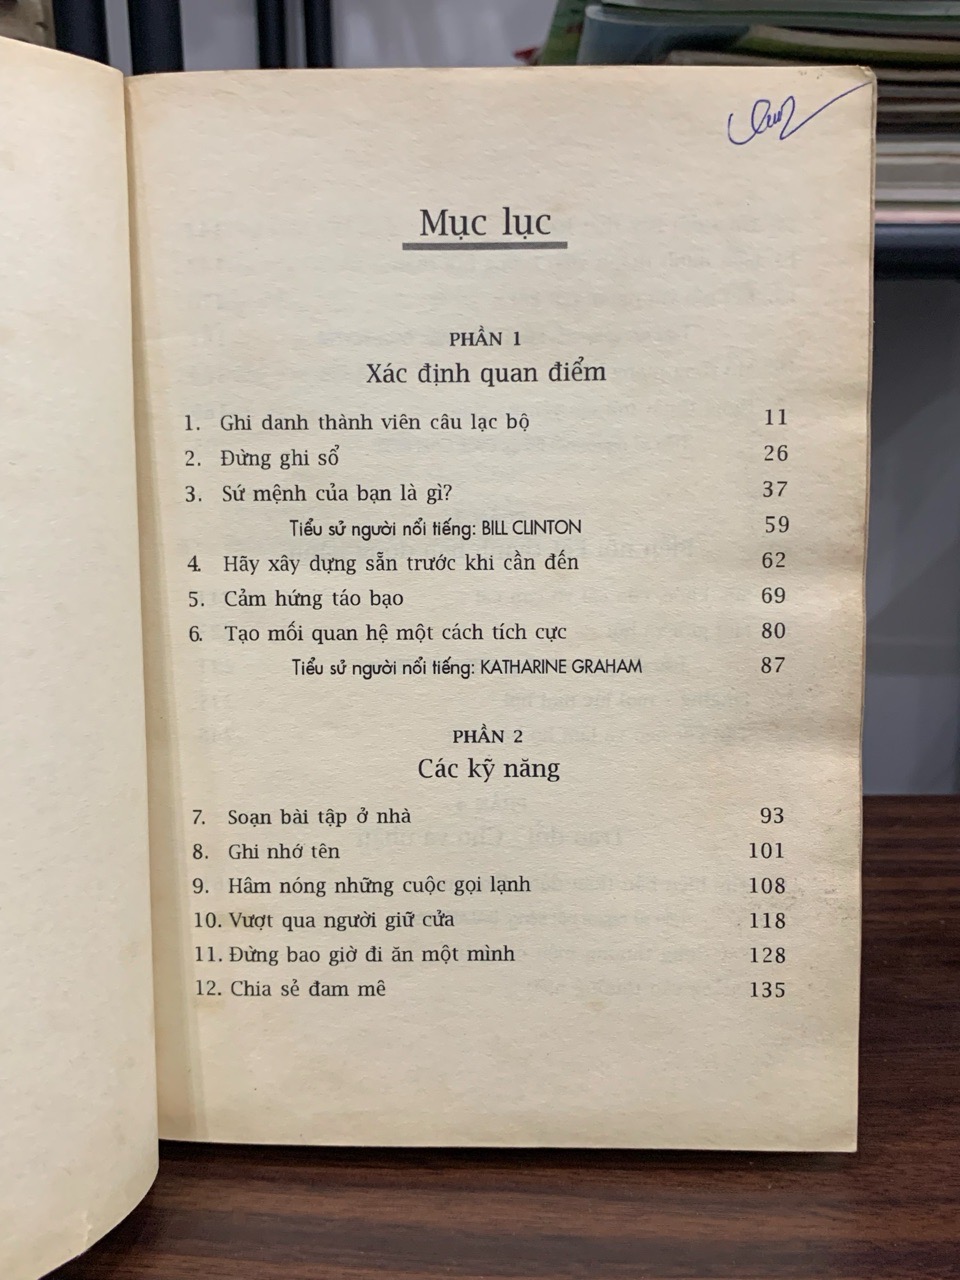 Mục lục
PHẦN 1
Xác định quan điểm
1. Ghi danh thành viên câu lạc bộ 11
2. Đừng ghi sổ 26
3. Sứ mệnh của bạn là gì? 37
Tiểu sử người nổi tiếng: BILL CLINTON 59
4. Hãy xây dựng sẵn trước khi cần đến 62
5. Cảm hứng táo bạo 69
6. Tạo mối quan hệ một cách tích cực 80
Tiểu sử người nổi tiếng: KATHARINE GRAHAM 87
PHẦN 2
Các kỹ năng
7. Soạn bài tập ở nhà 93
8. Ghi nhớ tên 101
9. Hâm nóng những cuộc gọi lạnh 108
10. Vượt qua người giữ cửa 118
11. Đừng bao giờ đi ăn một mình 128
12. Chia sẻ đam mê 135